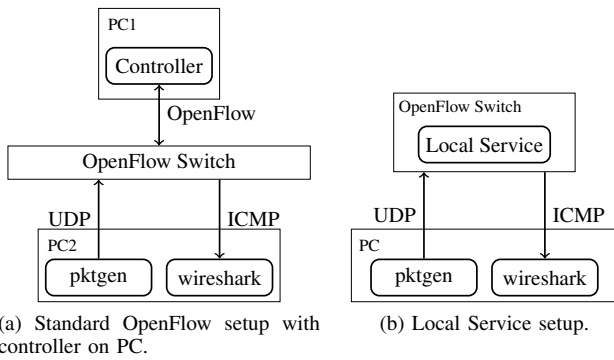 PC1
Controller
OpenFlow
OpenFlow Switch
UDP
ICMP
PC2
pktgen
wireshark
(a) Standard OpenFlow setup with
controller on PC.
OpenFlow Switch
Local Service
UDP
ICMP
PC
pktgen
wireshark
(b) Local Service setup.